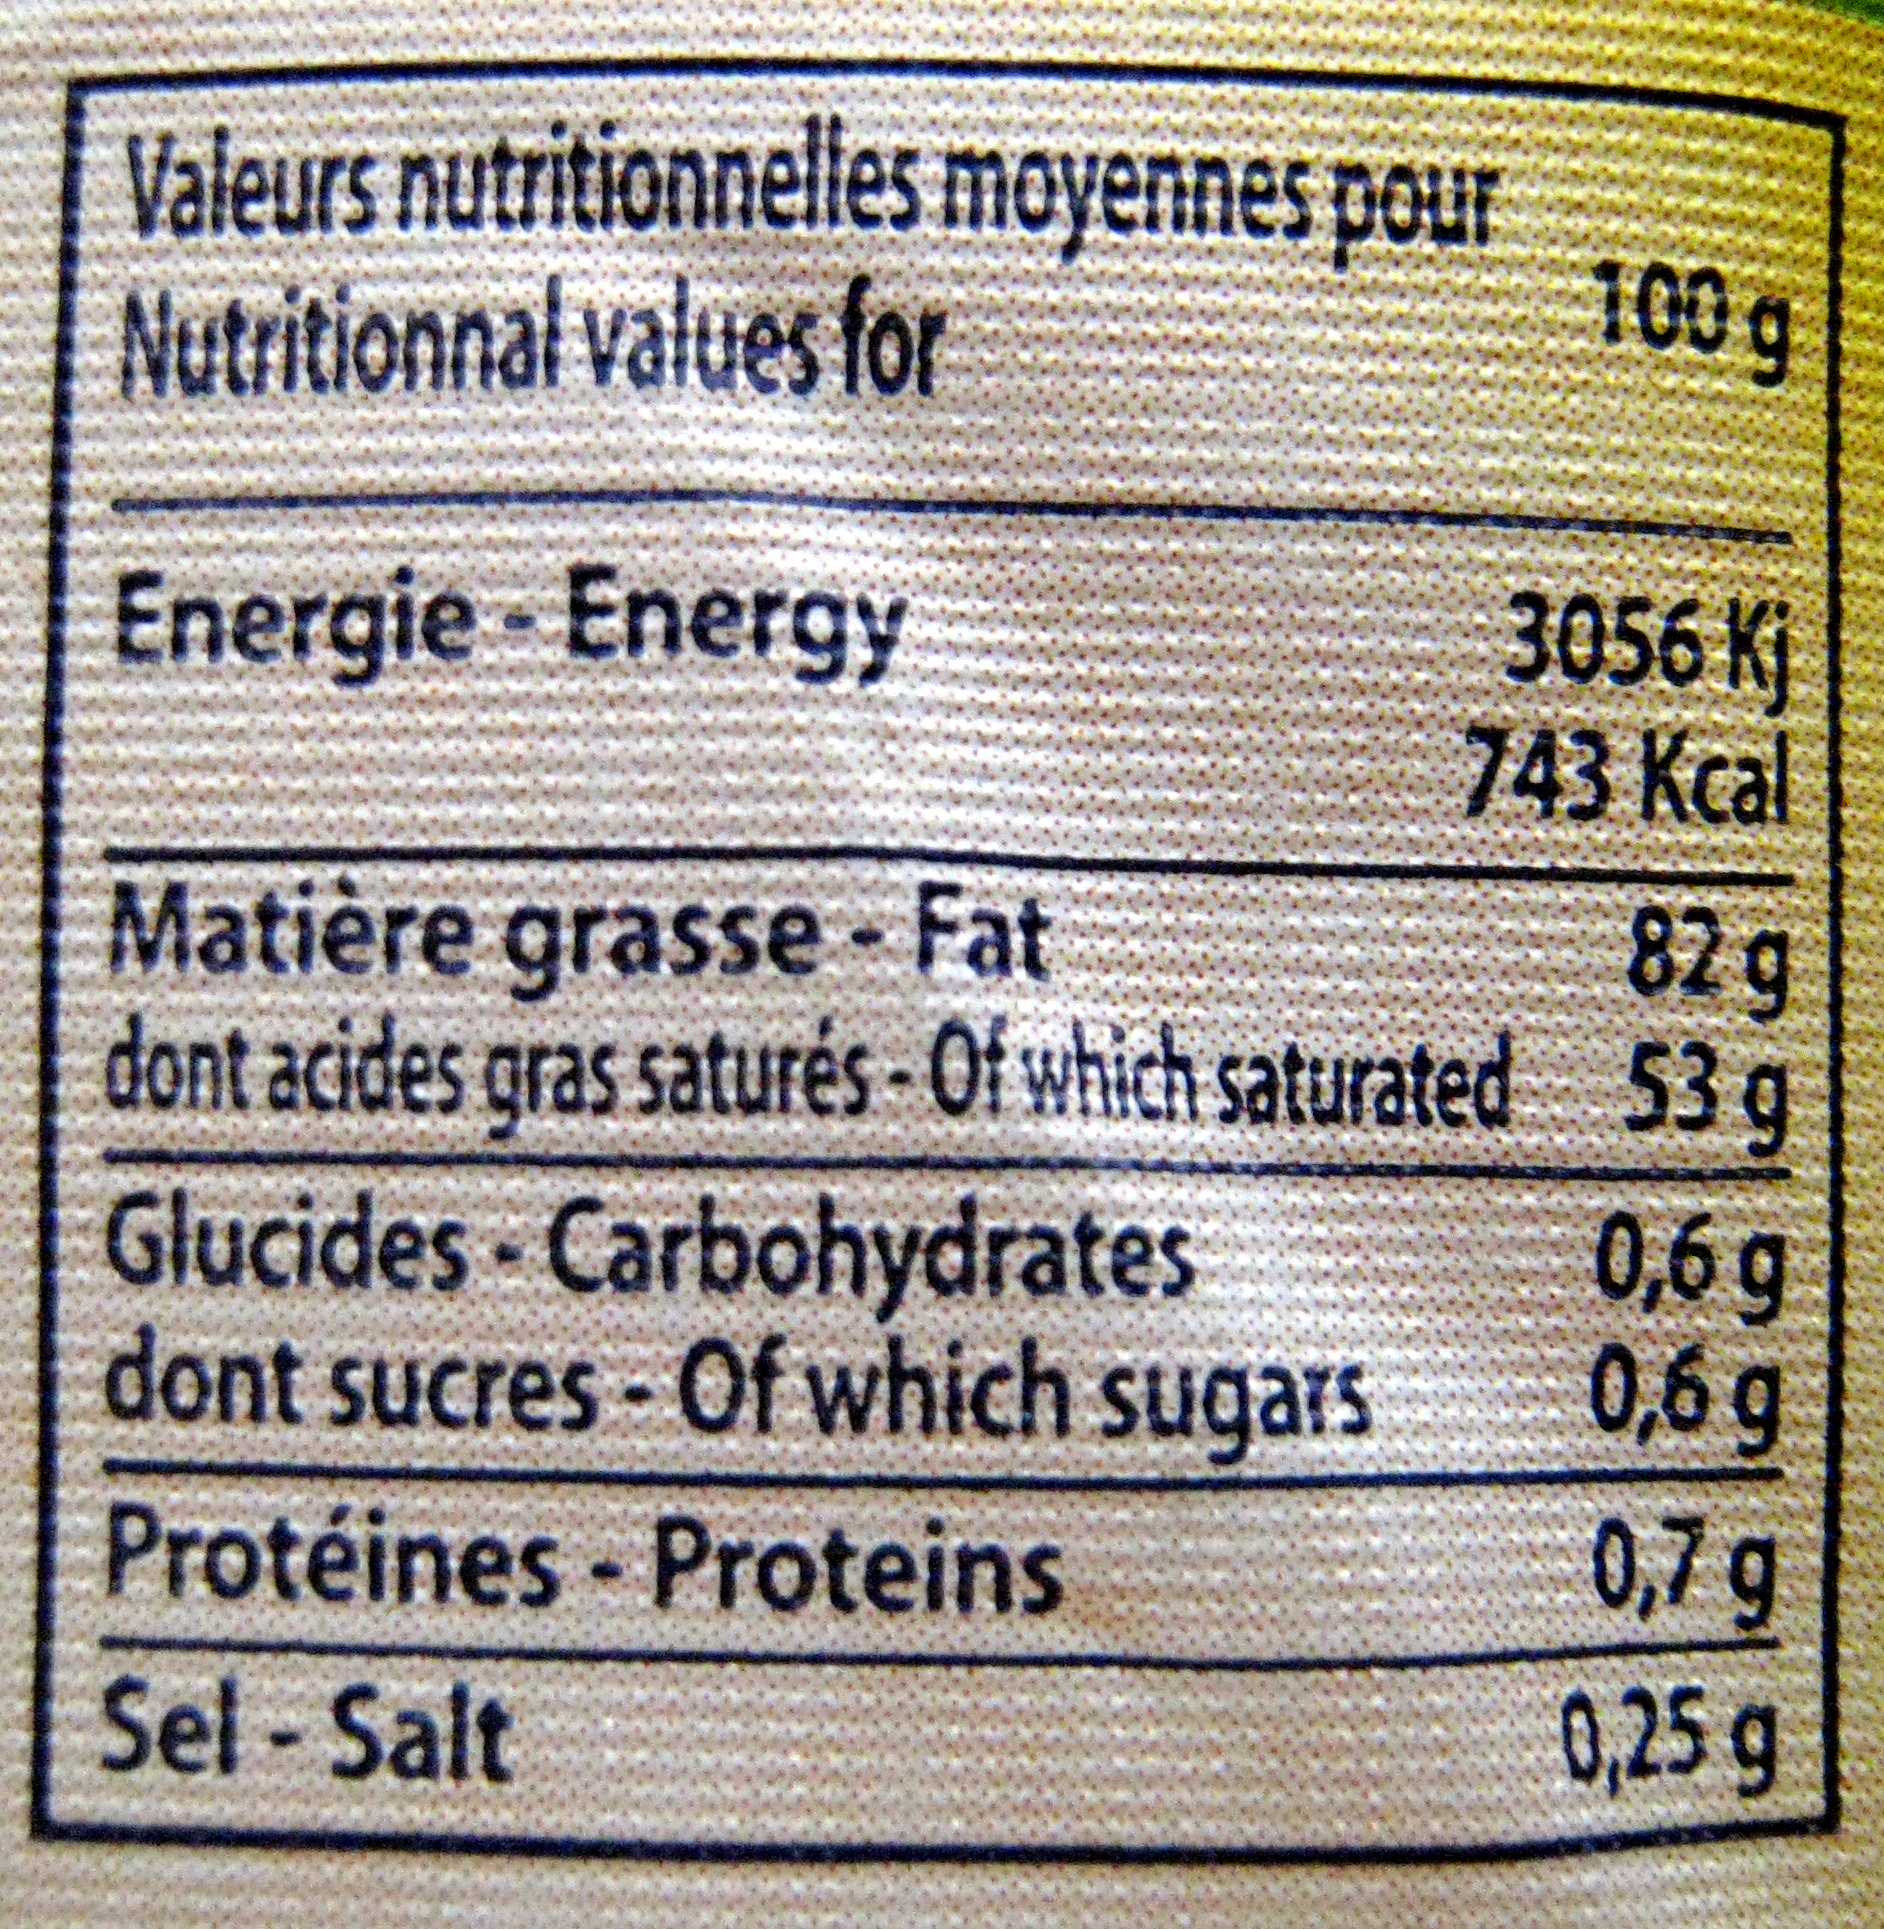 Valeurs nutritionnelles moyennes pour
Nutritionnal values for
100 g
Energie - Energy 3056 Kj
743 Kcal
Matière grasse - Fat 82 g
dont acides gras saturés - Of which saturated 53 g
Glucides - Carbohydrates 0,6 g
dont sucres - Of which sugars 0,6 g
Protéines - Proteins 0,7 g
Sel - Salt 0,25 g